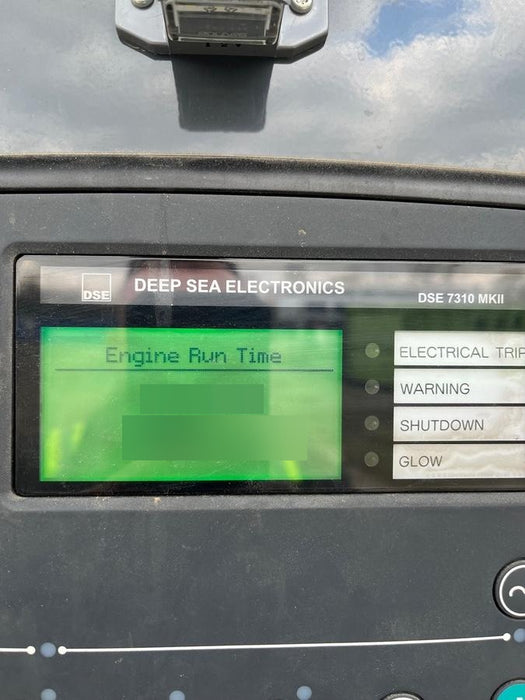 DSE
DEEP SEA ELECTRONICS
DSE 7310 MKII
Engine Run Time
ELECTRICAL TRIP
WARNING
SHUTDOWN
GLOW